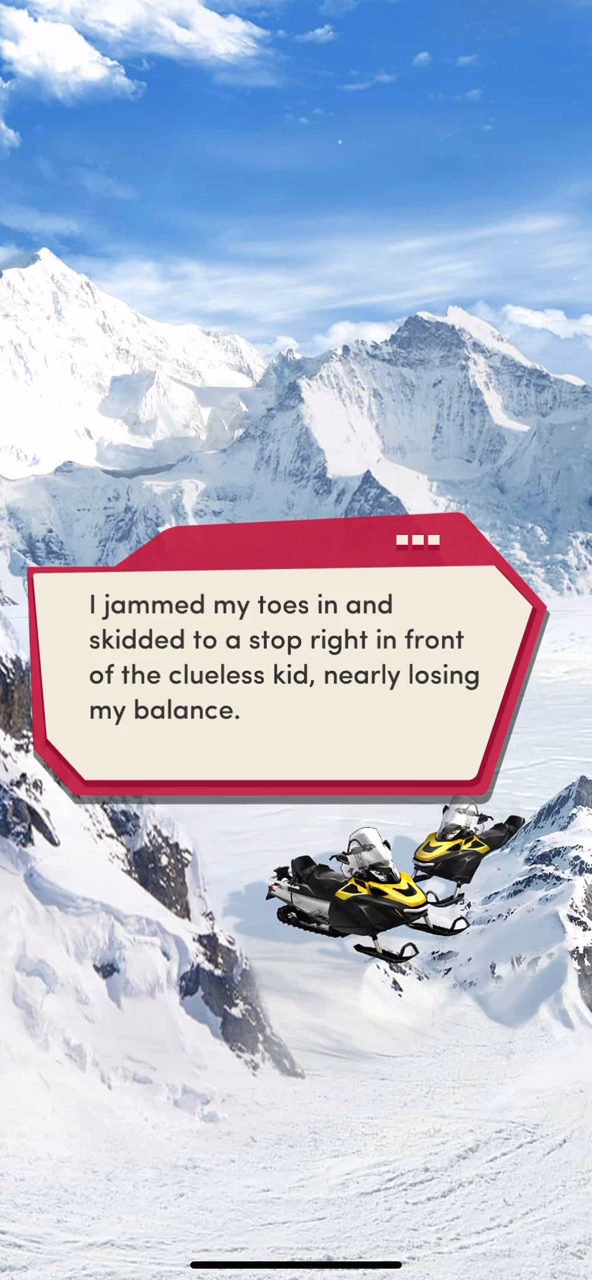 I jammed my toes in and
skidded to a stop right in front
of the clueless kid, nearly losing
my balance.